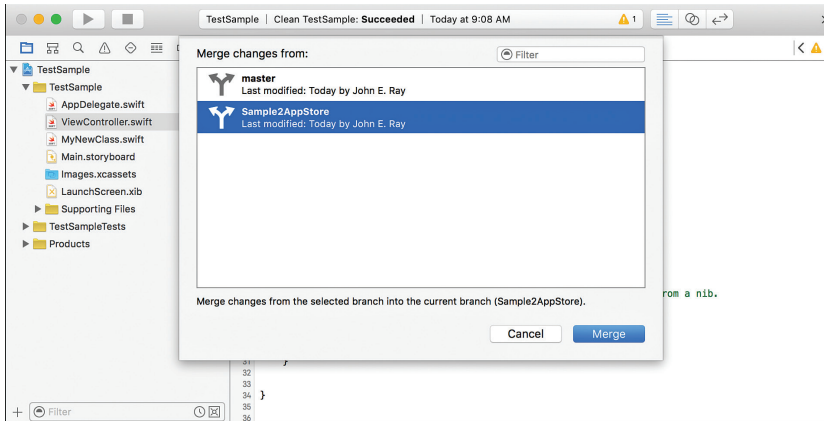 TestSample | Clean TestSample: Succeeded | Today at 9:08 AM
1
Merge changes from:
Filter
master
Last modified: Today by John E. Ray
Sample2AppStore
Last modified: Today by John E. Ray
Merge changes from the selected branch into the current branch (Sample2AppStore).
Cancel
Merge
TestSample
TestSample
AppDelegate.swift
ViewController.swift
MyNewClass.swift
Main.storyboard
Images.xcassets
LaunchScreen.xib
Supporting Files
TestSampleTests
Products
rom a nib.
31 }
32
33
34 }
35
36
Filter